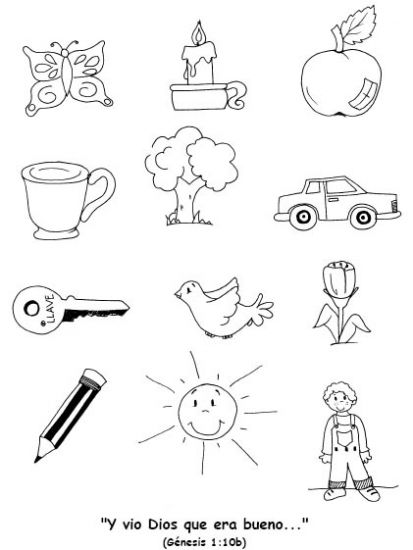 LLAVE
"Y vio Dios que era bueno..."
(Génesis 1:10b)